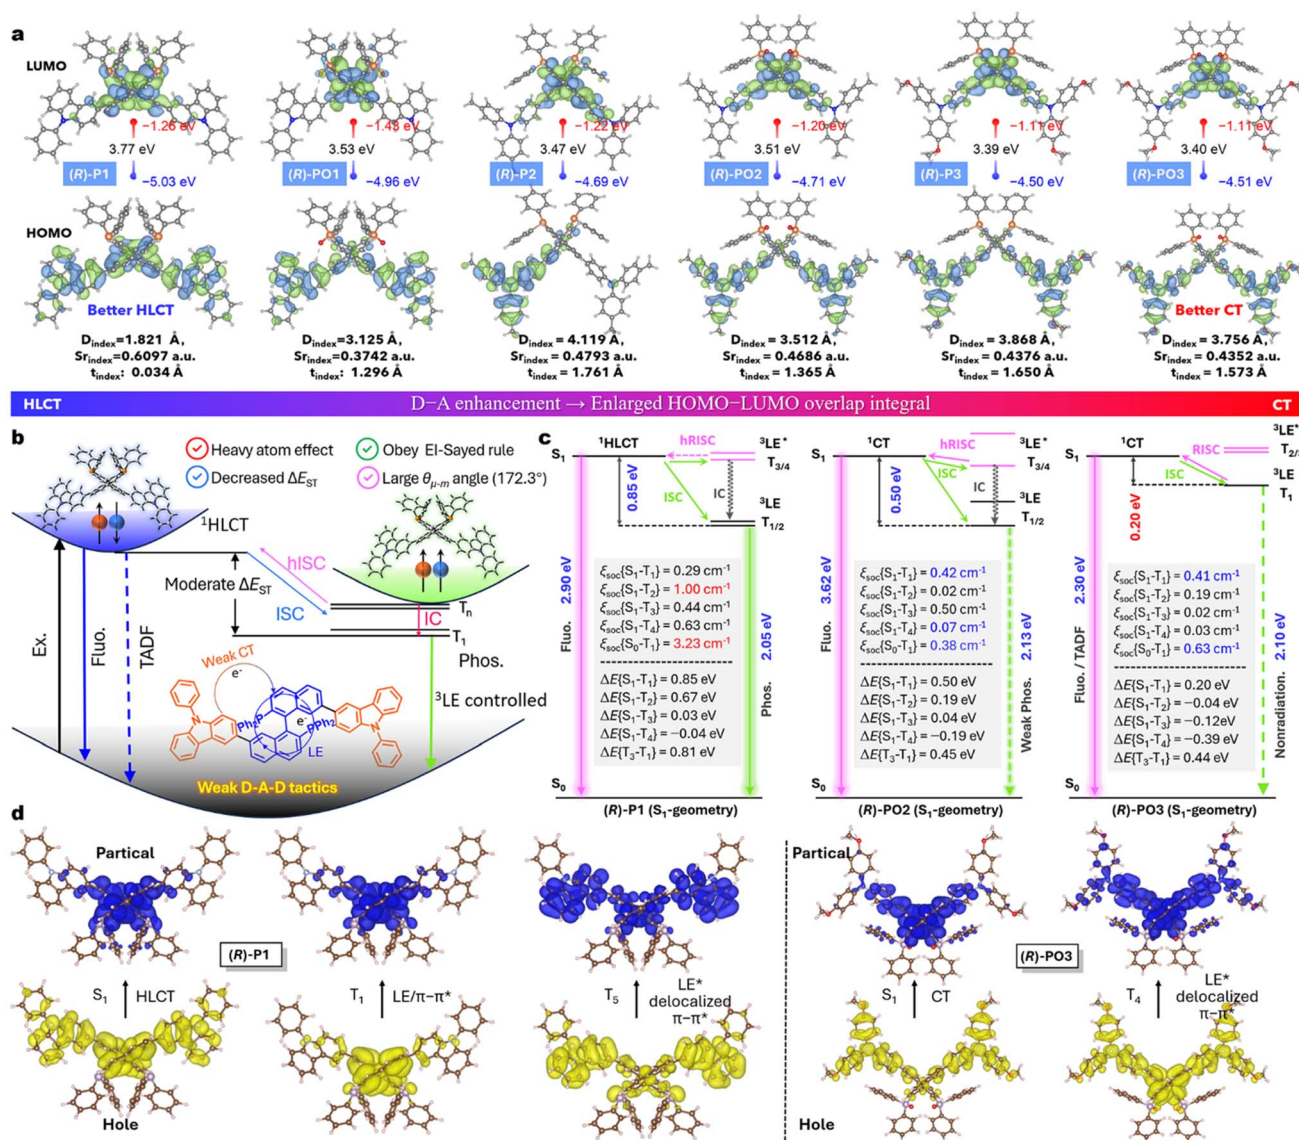 a
LUMO
−1.26 eV
3.77 eV
(R)-P1
−5.03 eV
−1.43 eV
3.53 eV
(R)-PO1
−4.96 eV
−1.22 eV
3.47 eV
(R)-P2
−4.69 eV
−1.20 eV
3.51 eV
(R)-PO2
−4.71 eV
−1.11 eV
3.39 eV
(R)-P3
−4.50 eV
−1.11 eV
3.40 eV
(R)-PO3
−4.51 eV
HOMO
Better HLCT
Better CT
Dindex=1.821 Å,
Srindex=0.6097 a.u.
tindex: 0.034 Å
Dindex=3.125 Å,
Srindex=0.3742 a.u.
tindex: 1.296 Å
Dindex = 4.119 Å,
Srindex = 0.4793 a.u.
tindex = 1.761 Å
Dindex = 3.512 Å,
Srindex = 0.4686 a.u.
tindex = 1.365 Å
Dindex = 3.868 Å,
Srindex = 0.4376 a.u.
tindex = 1.650 Å
Dindex = 3.756 Å,
Srindex = 0.4352 a.u.
tindex = 1.573 Å
HLCT D−A enhancement → Enlarged HOMO−LUMO overlap integral CT
b
Heavy atom effect
Obey EI-Sayed rule
Decreased ΔEST
Large θμ-m angle (172.3°)
1HLCT
Moderate ΔEST
hISC
ISC
Tn
IC
T1
Ex.
Fluo.
TADF
Phos.
3LE controlled
Weak CT
e-
Ph2P
PPh2
e-
LE
N
N
Weak D-A-D tactics
c
S1
1HLCT
hRISC
3LE*
T3/4
0.85 eV
ISC
IC
3LE
T1/2
2.90 eV
Fluo.
ξsoc{S1-T1} = 0.29 cm-1
ξsoc{S1-T2} = 1.00 cm-1
ξsoc{S1-T3} = 0.44 cm-1
ξsoc{S1-T4} = 0.63 cm-1
ξsoc{S0-T1} = 3.23 cm-1
ΔE{S1-T1} = 0.85 eV
ΔE{S1-T2} = 0.67 eV
ΔE{S1-T3} = 0.03 eV
ΔE{S1-T4} = −0.04 eV
ΔE{T3-T1} = 0.81 eV
2.05 eV
Phos.
S0
(R)-P1 (S1-geometry)
S1
1CT
hRISC
3LE*
T3/4
0.50 eV
ISC
IC
3LE
T1/2
3.62 eV
Fluo.
ξsoc{S1-T1} = 0.42 cm-1
ξsoc{S1-T2} = 0.02 cm-1
ξsoc{S1-T3} = 0.50 cm-1
ξsoc{S1-T4} = 0.07 cm-1
ξsoc{S0-T1} = 0.38 cm-1
ΔE{S1-T1} = 0.50 eV
ΔE{S1-T2} = 0.19 eV
ΔE{S1-T3} = 0.04 eV
ΔE{S1-T4} = −0.19 eV
ΔE{T3-T1} = 0.45 eV
2.13 eV
Weak Phos.
S0
(R)-PO2 (S1-geometry)
S1
1CT
RISC
3LE*
T2/3
0.20 eV
ISC
3LE
T1
2.30 eV
Fluo. / TADF
ξsoc{S1-T1} = 0.41 cm-1
ξsoc{S1-T2} = 0.19 cm-1
ξsoc{S1-T3} = 0.02 cm-1
ξsoc{S1-T4} = 0.03 cm-1
ξsoc{S0-T1} = 0.63 cm-1
ΔE{S1-T1} = 0.20 eV
ΔE{S1-T2} = −0.04 eV
ΔE{S1-T3} = −0.12eV
ΔE{S1-T4} = −0.39 eV
ΔE{T3-T1} = 0.44 eV
2.10 eV
Nonradiation.
S0
(R)-PO3 (S1-geometry)
d
Partical
(R)-P1
S1 HLCT
T1 LE/π−π*
T5 LE*
delocalized
π−π*
Hole
Partical
(R)-PO3
S1 CT
T4 LE*
delocalized
π−π*
Hole